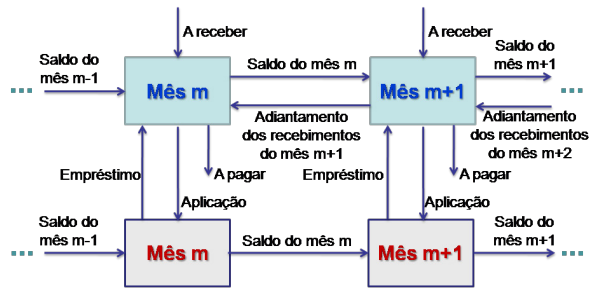 A receber
A receber
Saldo do
mês m-1
Saldo do mês m
Saldo do
mês m+1
...
Mês m
Mês m+1
...
Adiantamento
dos recebimentos
do mês m+1
Adiantamento
dos recebimentos
do mês m+2
Empréstimo
A pagar
Aplicação
Empréstimo
A pagar
Aplicação
Saldo do
mês m-1
Saldo do mês m
Saldo do
mês m+1
...
Mês m
Mês m+1
...